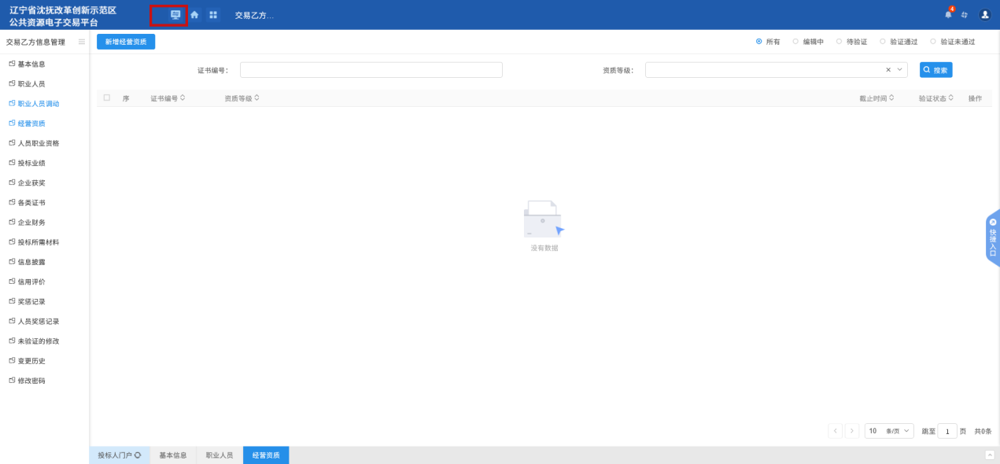 辽宁省沈抚改革创新示范区
公共资源电子交易平台
交易乙方...
4
交易乙方信息管理
基本信息
职业人员
职业人员调动
经营资质
人员职业资格
投标业绩
企业获奖
各类证书
企业财务
投标所需材料
信息披露
信用评价
奖惩记录
人员奖惩记录
未验证的修改
变更历史
修改密码
新增经营资质
所有 编辑中 待验证 验证通过 验证未通过
证书编号： 资质等级： 搜索
序 证书编号 资质等级 截止时间 验证状态 操作
没有数据
快捷入口
10 条/页 跳至 1 页 共0条
投标人门户 基本信息 职业人员 经营资质